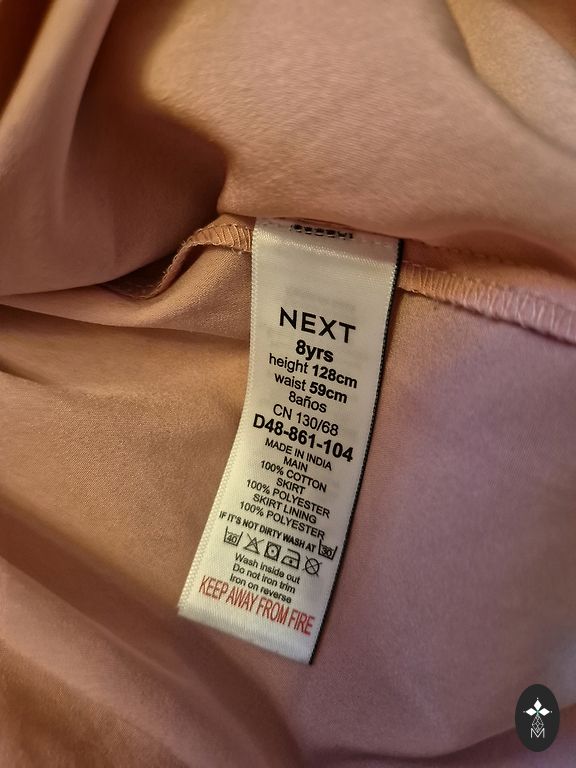 NEXT
8yrs
height 128cm
waist 59cm
8años
CN 130/68
D48-861-104
MADE IN INDIA
MAIN
100% COTTON
SKIRT
100% POLYESTER
SKIRT LINING
100% POLYESTER
IF IT'S NOT DIRTY WASH AT 30
40
Wash inside out
Do not iron trim
Iron on reverse
KEEP AWAY FROM FIRE
M